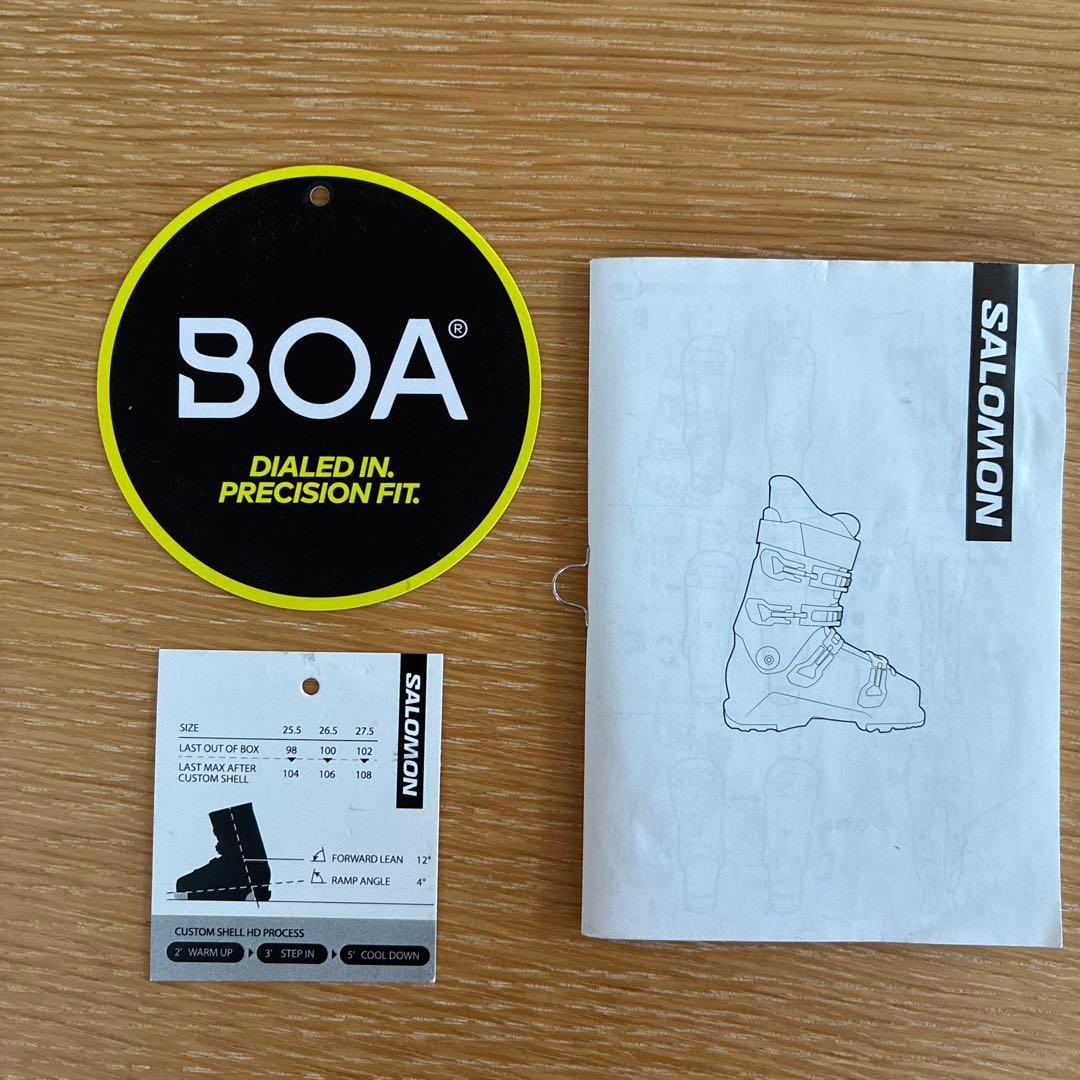 BOA®
DIALED IN.
PRECISION FIT.
SALOMON
SALOMON
SIZE 25.5 26.5 27.5
LAST OUT OF BOX 98 100 102
LAST MAX AFTER
CUSTOM SHELL 104 106 108
FORWARD LEAN 12°
RAMP ANGLE 4°
CUSTOM SHELL HD PROCESS
2' WARM UP 3' STEP IN 5' COOL DOWN